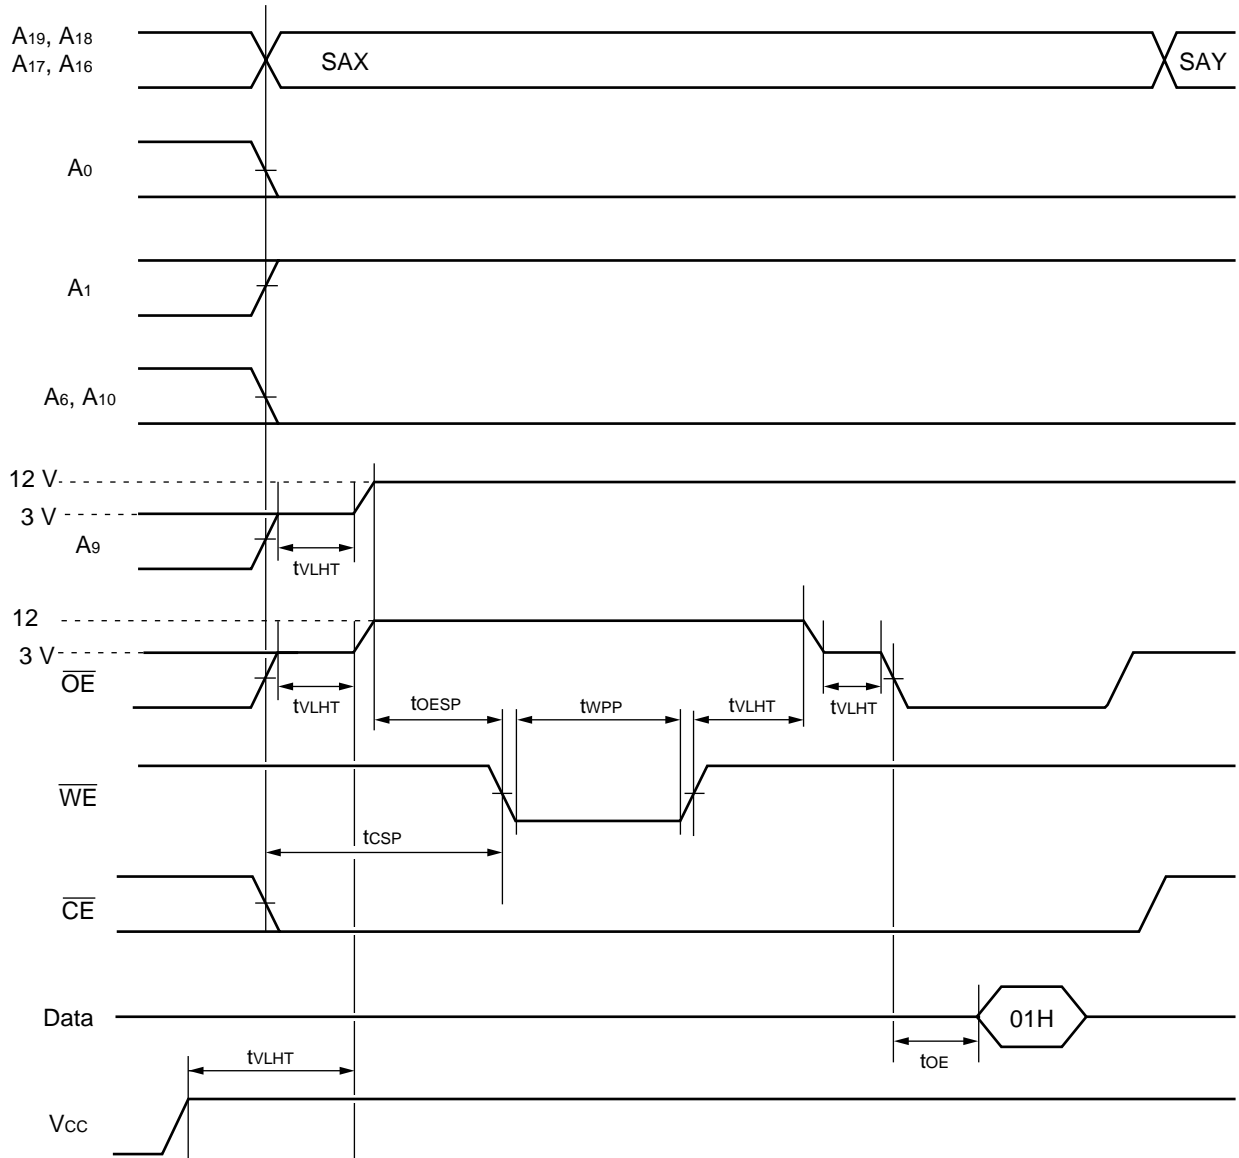 A19, A18
A17, A16
SAX
SAY
A0
A1
A6, A10
12 V
3 V
A9
tVLHT
12
3 V
OE
tVLHT
tOESP
tWPP
tVLHT
tVLHT
WE
tCSP
CE
Data
01H
tVLHT
tOE
VCC